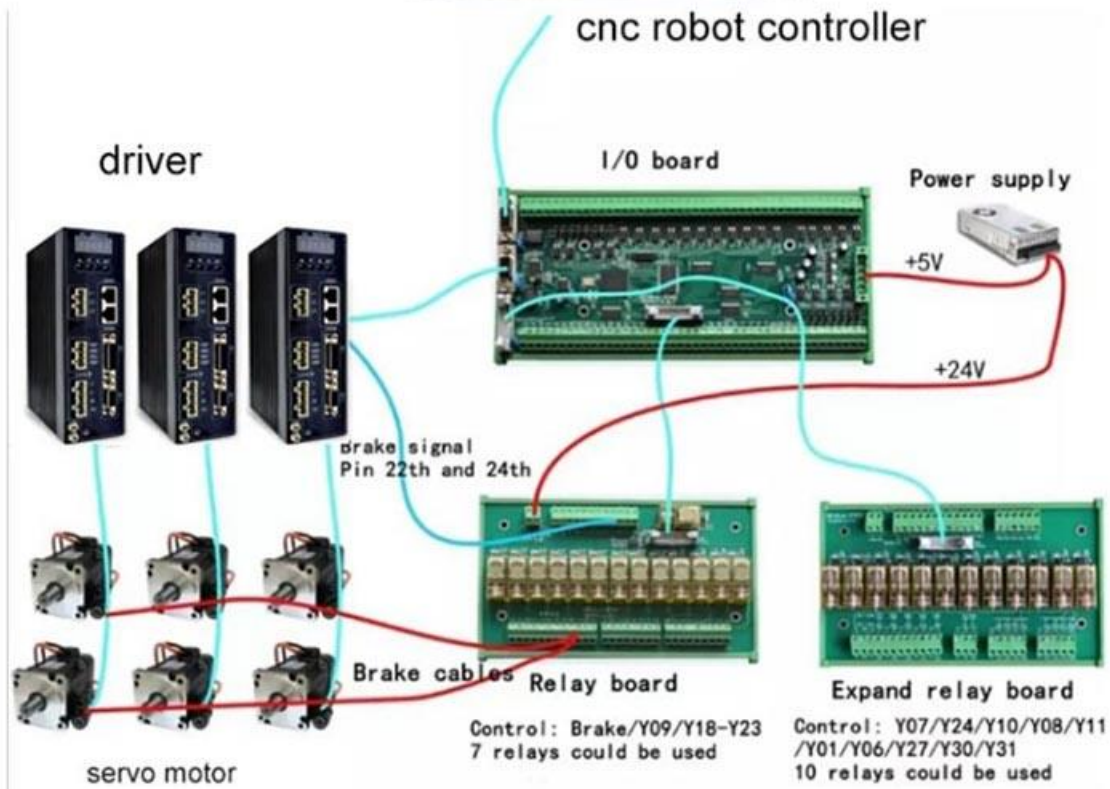 cnc robot controller
driver
I/O board
Power supply
+5V
+24V
Brake signal
Pin 22th and 24th
Brake cables
Relay board
Expand relay board
Control: Brake/Y09/Y18-Y23
7 relays could be used
Control: Y07/Y24/Y10/Y08/Y11
/Y01/Y06/Y27/Y30/Y31
10 relays could be used
servo motor